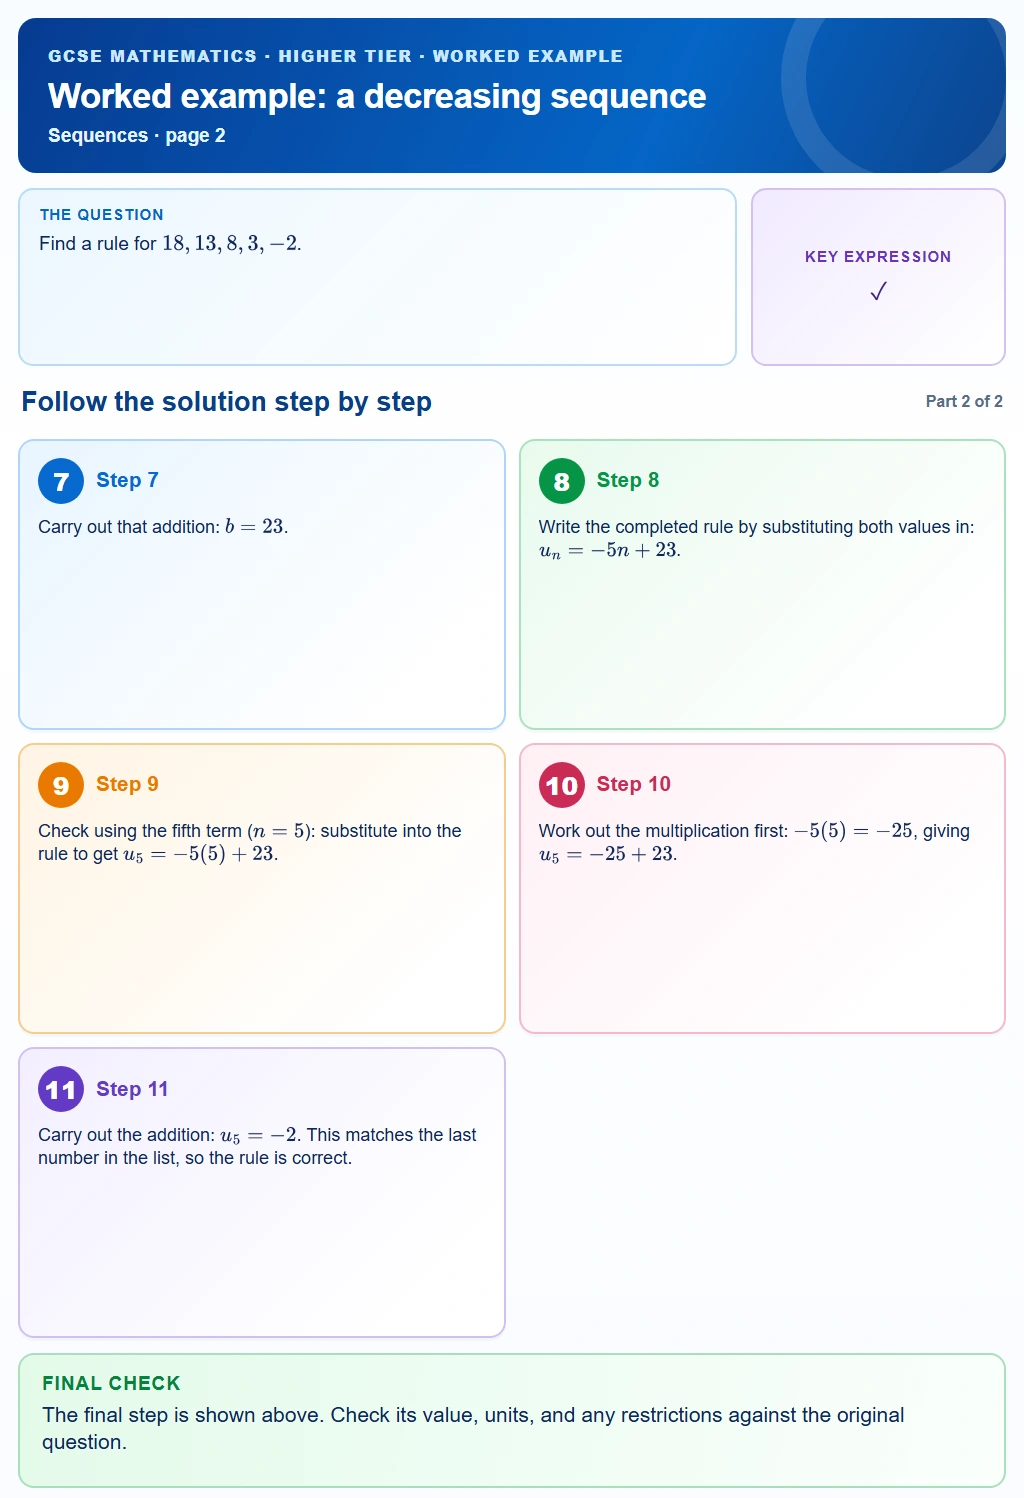 GCSE MATHEMATICS · HIGHER TIER · WORKED EXAMPLE
Worked example: a decreasing sequence
Sequences · page 2
THE QUESTION
Find a rule for 18, 13, 8, 3, −2.
KEY EXPRESSION
✓
Follow the solution step by step
Part 2 of 2
7 Step 7
Carry out that addition: b = 23.
8 Step 8
Write the completed rule by substituting both values in:
uₙ = −5n + 23.
9 Step 9
Check using the fifth term (n = 5): substitute into the
rule to get u₅ = −5(5) + 23.
10 Step 10
Work out the multiplication first: −5(5) = −25, giving
u₅ = −25 + 23.
11 Step 11
Carry out the addition: u₅ = −2. This matches the last
number in the list, so the rule is correct.
FINAL CHECK
The final step is shown above. Check its value, units, and any restrictions against the original
question.